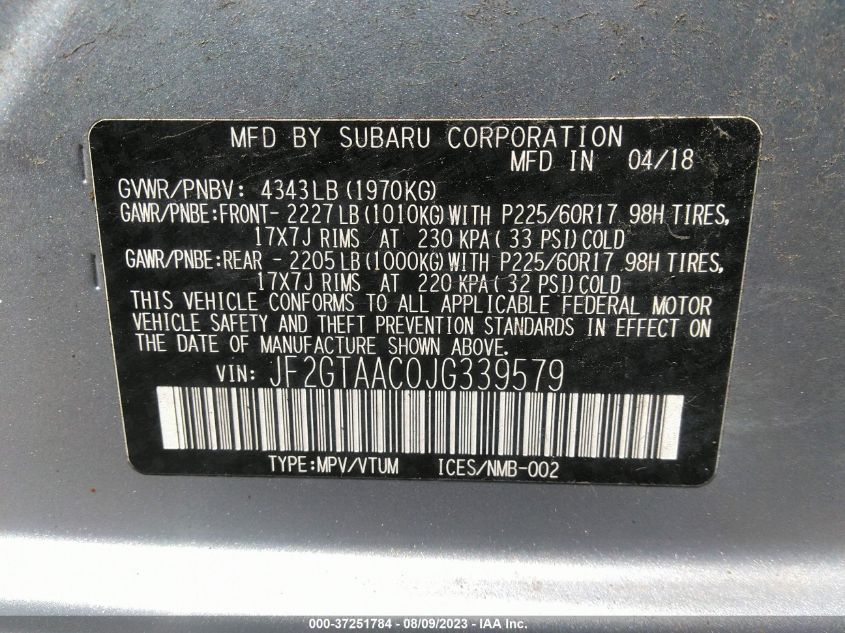 MFD BY SUBARU CORPORATION
MFD IN 04/18
GVWR/PNBV: 4343LB (1970KG)
GAWR/PNBE:FRONT- 2227LB (1010KG) WITH P225/60R17 98H TIRES,
17X7J RIMS AT 230 KPA ( 33 PSI) COLD
GAWR/PNBE:REAR - 2205LB (1000KG) WITH P225/60R17 98H TIRES,
17X7J RIMS AT 220 KPA ( 32 PSI) COLD
THIS VEHICLE CONFORMS TO ALL APPLICABLE FEDERAL MOTOR
VEHICLE SAFETY AND THEFT PREVENTION STANDARDS IN EFFECT ON
THE DATE OF MANUFACTURE SHOWN ABOVE.
VIN: JF2GTAAC0JG339579
TYPE:MPV/VTUM ICES/NMB-002
000-37251784 - 08/09/2023 - IAA Inc.